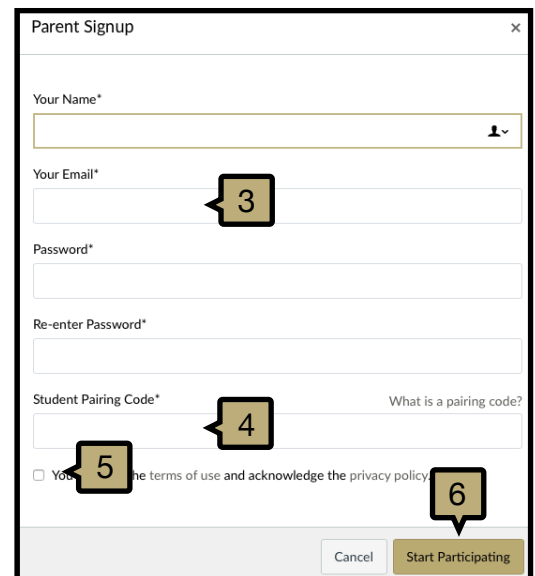 Parent Signup ×
Your Name*
Your Email*
3
Password*
Re-enter Password*
Student Pairing Code* What is a pairing code?
4
5 terms of use and acknowledge the privacy policy.
6
Cancel Start Participating